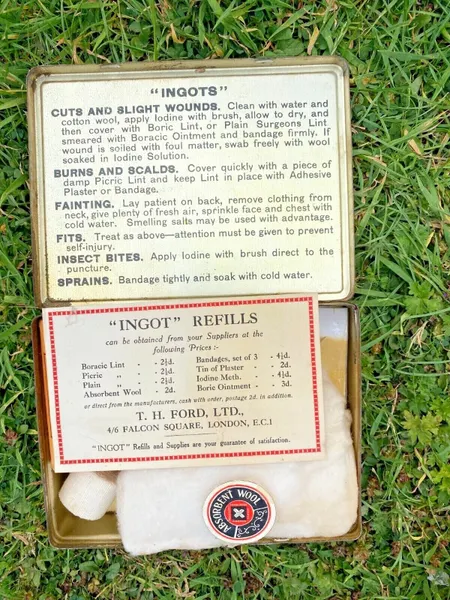 "INGOTS"
CUTS AND SLIGHT WOUNDS. Clean with water and
cotton wool, apply Iodine with brush, allow to dry, and
then cover with Boric Lint, or Plain Surgeons Lint
smeared with Boracic Ointment and bandage firmly. If
wound is soiled with foul matter, swab freely with wool
soaked in Iodine Solution.
BURNS AND SCALDS. Cover quickly with a piece of
damp Picric Lint and keep Lint in place with Adhesive
Plaster or Bandage.
FAINTING. Lay patient on back, remove clothing from
neck, give plenty of fresh air, sprinkle face and chest with
cold water. Smelling salts may be used with advantage.
FITS. Treat as above—attention must be given to prevent
self-injury.
INSECT BITES. Apply Iodine with brush direct to the
puncture.
SPRAINS. Bandage tightly and soak with cold water.
"INGOT" REFILLS
can be obtained from your Suppliers at the
following Prices :-
Boracic Lint - - 2½d. Bandages, set of 3 - 4½d.
Picric „ - - 2½d. Tin of Plaster - - 2d.
Plain „ - - 2½d. Iodine Meth. - - 4½d.
Absorbent Wool - 2d. Boric Ointment - - 3d.
or direct from the manufacturers, cash with order, postage 2d. in addition.
T. H. FORD, LTD.,
4/6 FALCON SQUARE, LONDON, E.C.1
"INGOT" Refills and Supplies are your guarantee of satisfaction.
ABSORBENT WOOL